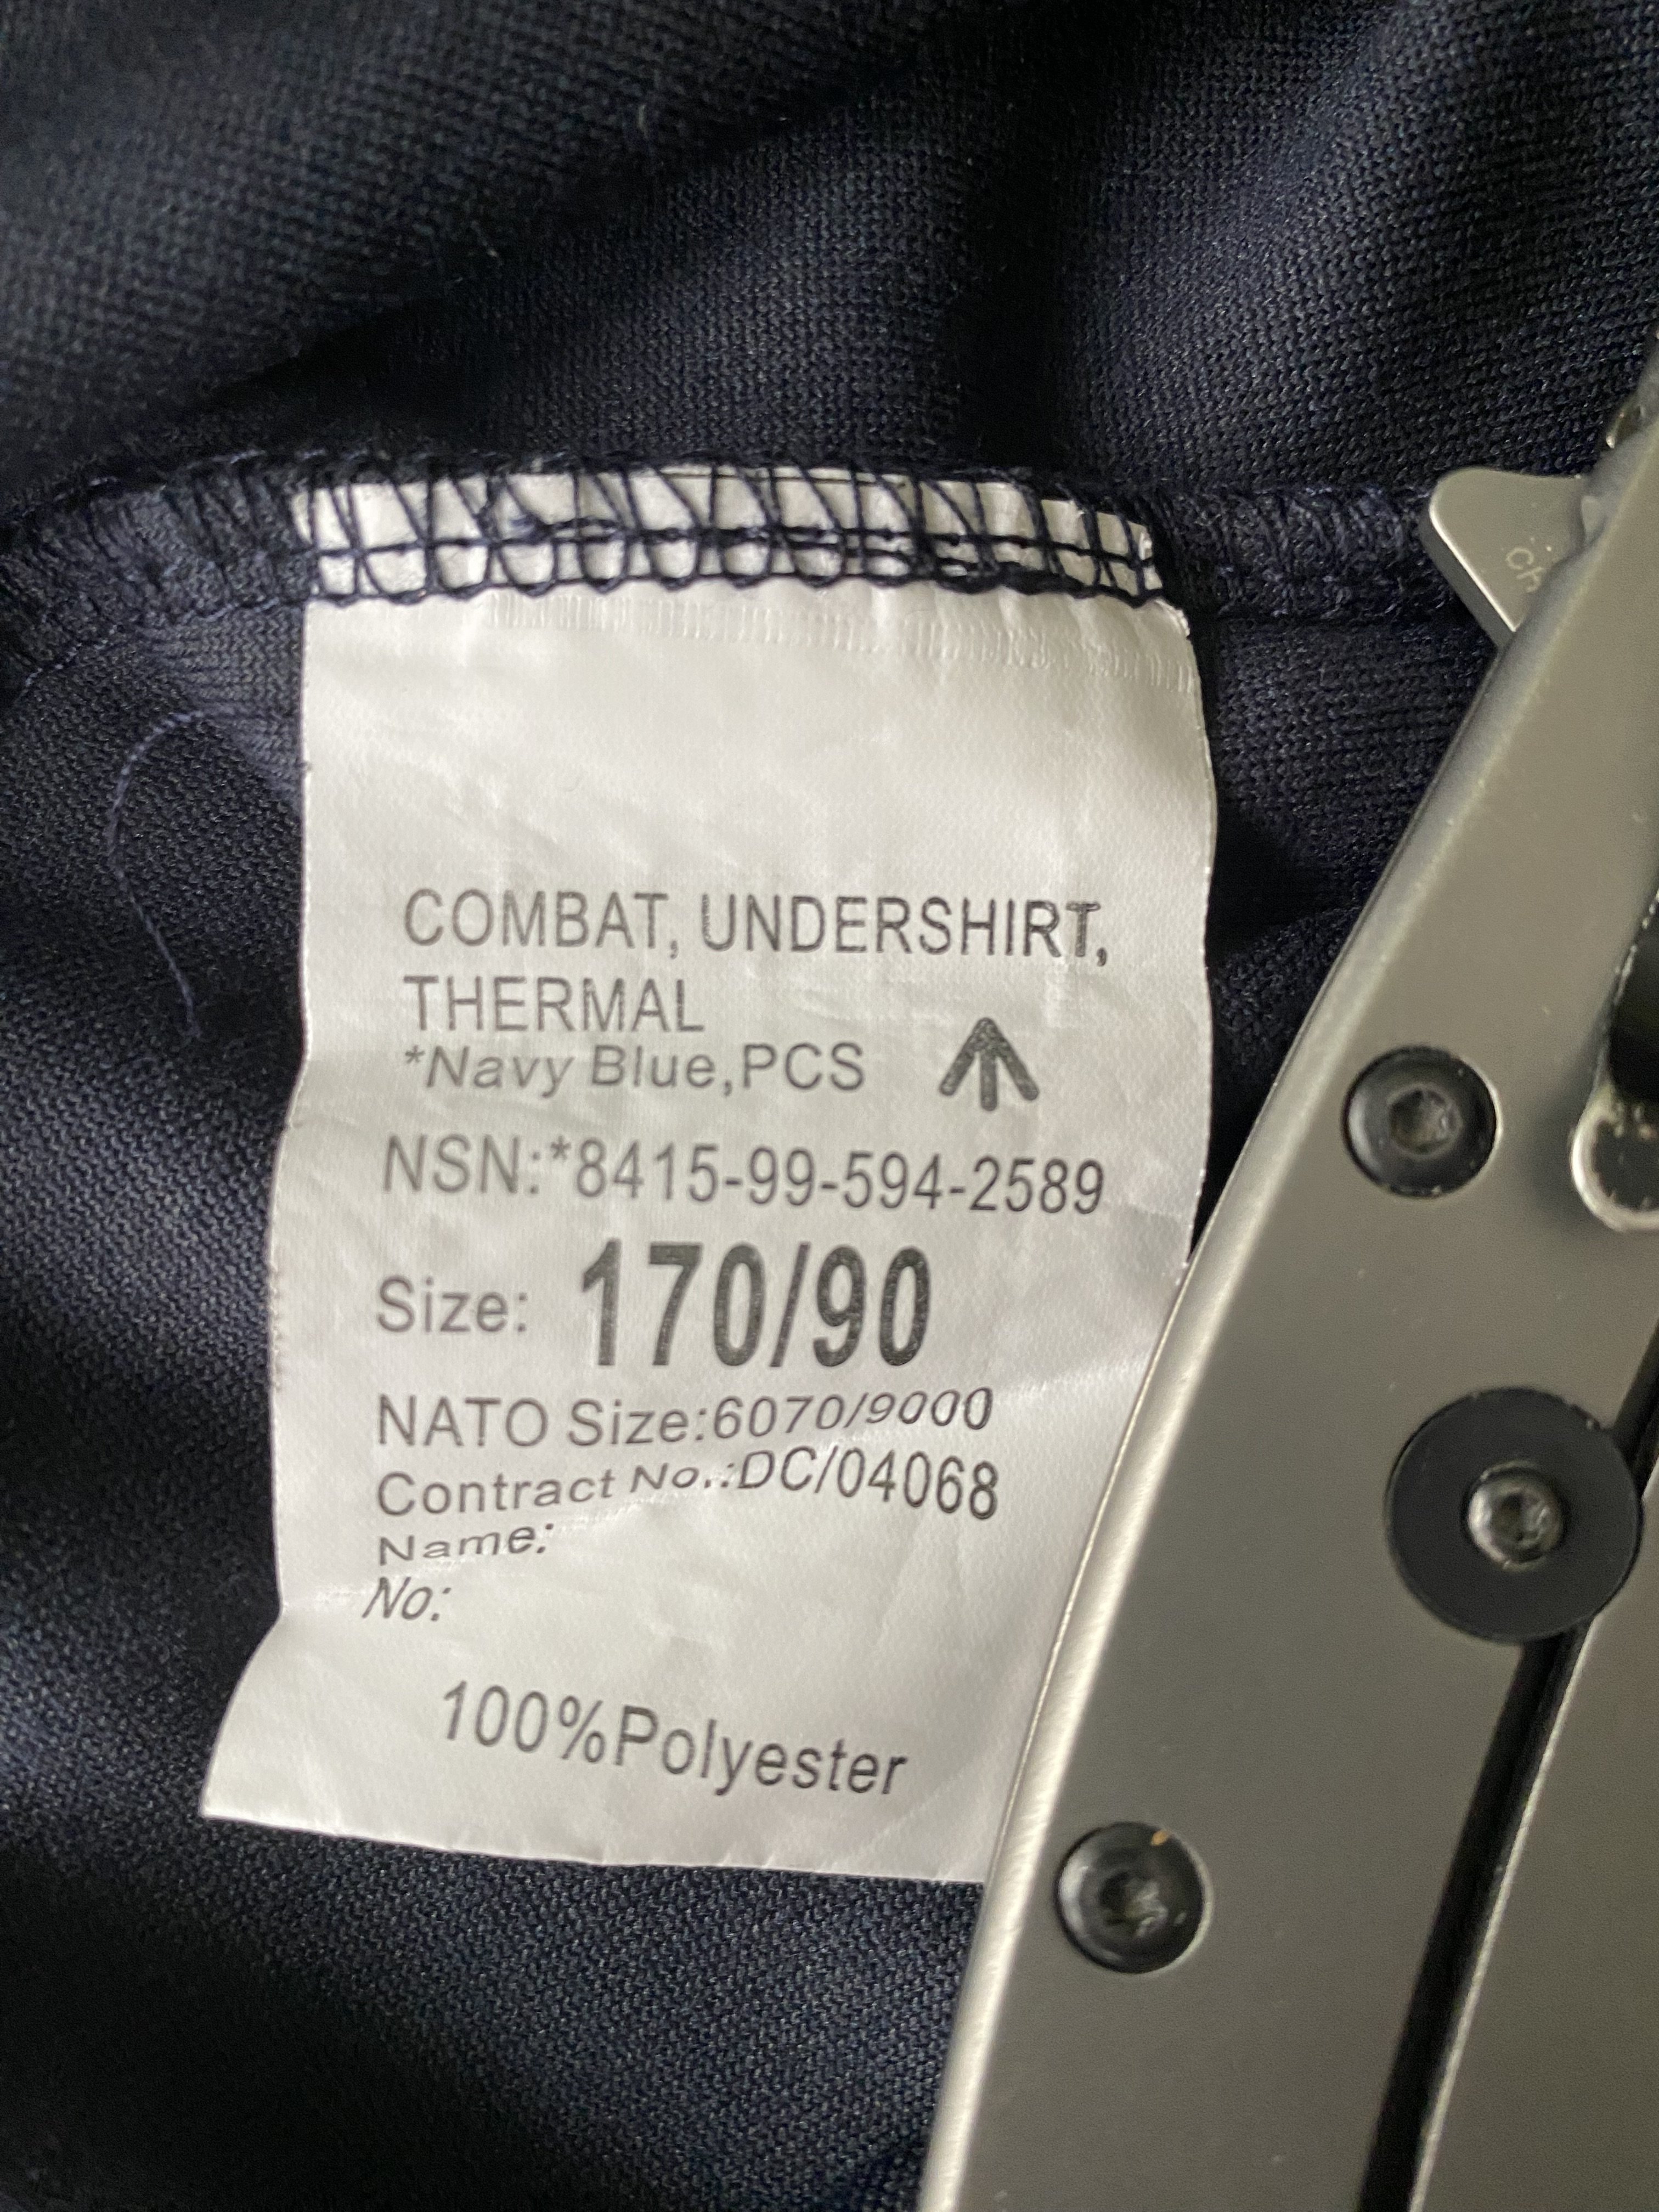 COMBAT, UNDERSHIRT,
THERMAL
*Navy Blue,PCS
NSN:*8415-99-594-2589
Size: 170/90
NATO Size:6070/9000
Contract No.:DC/04068
Name:
No:
100%Polyester